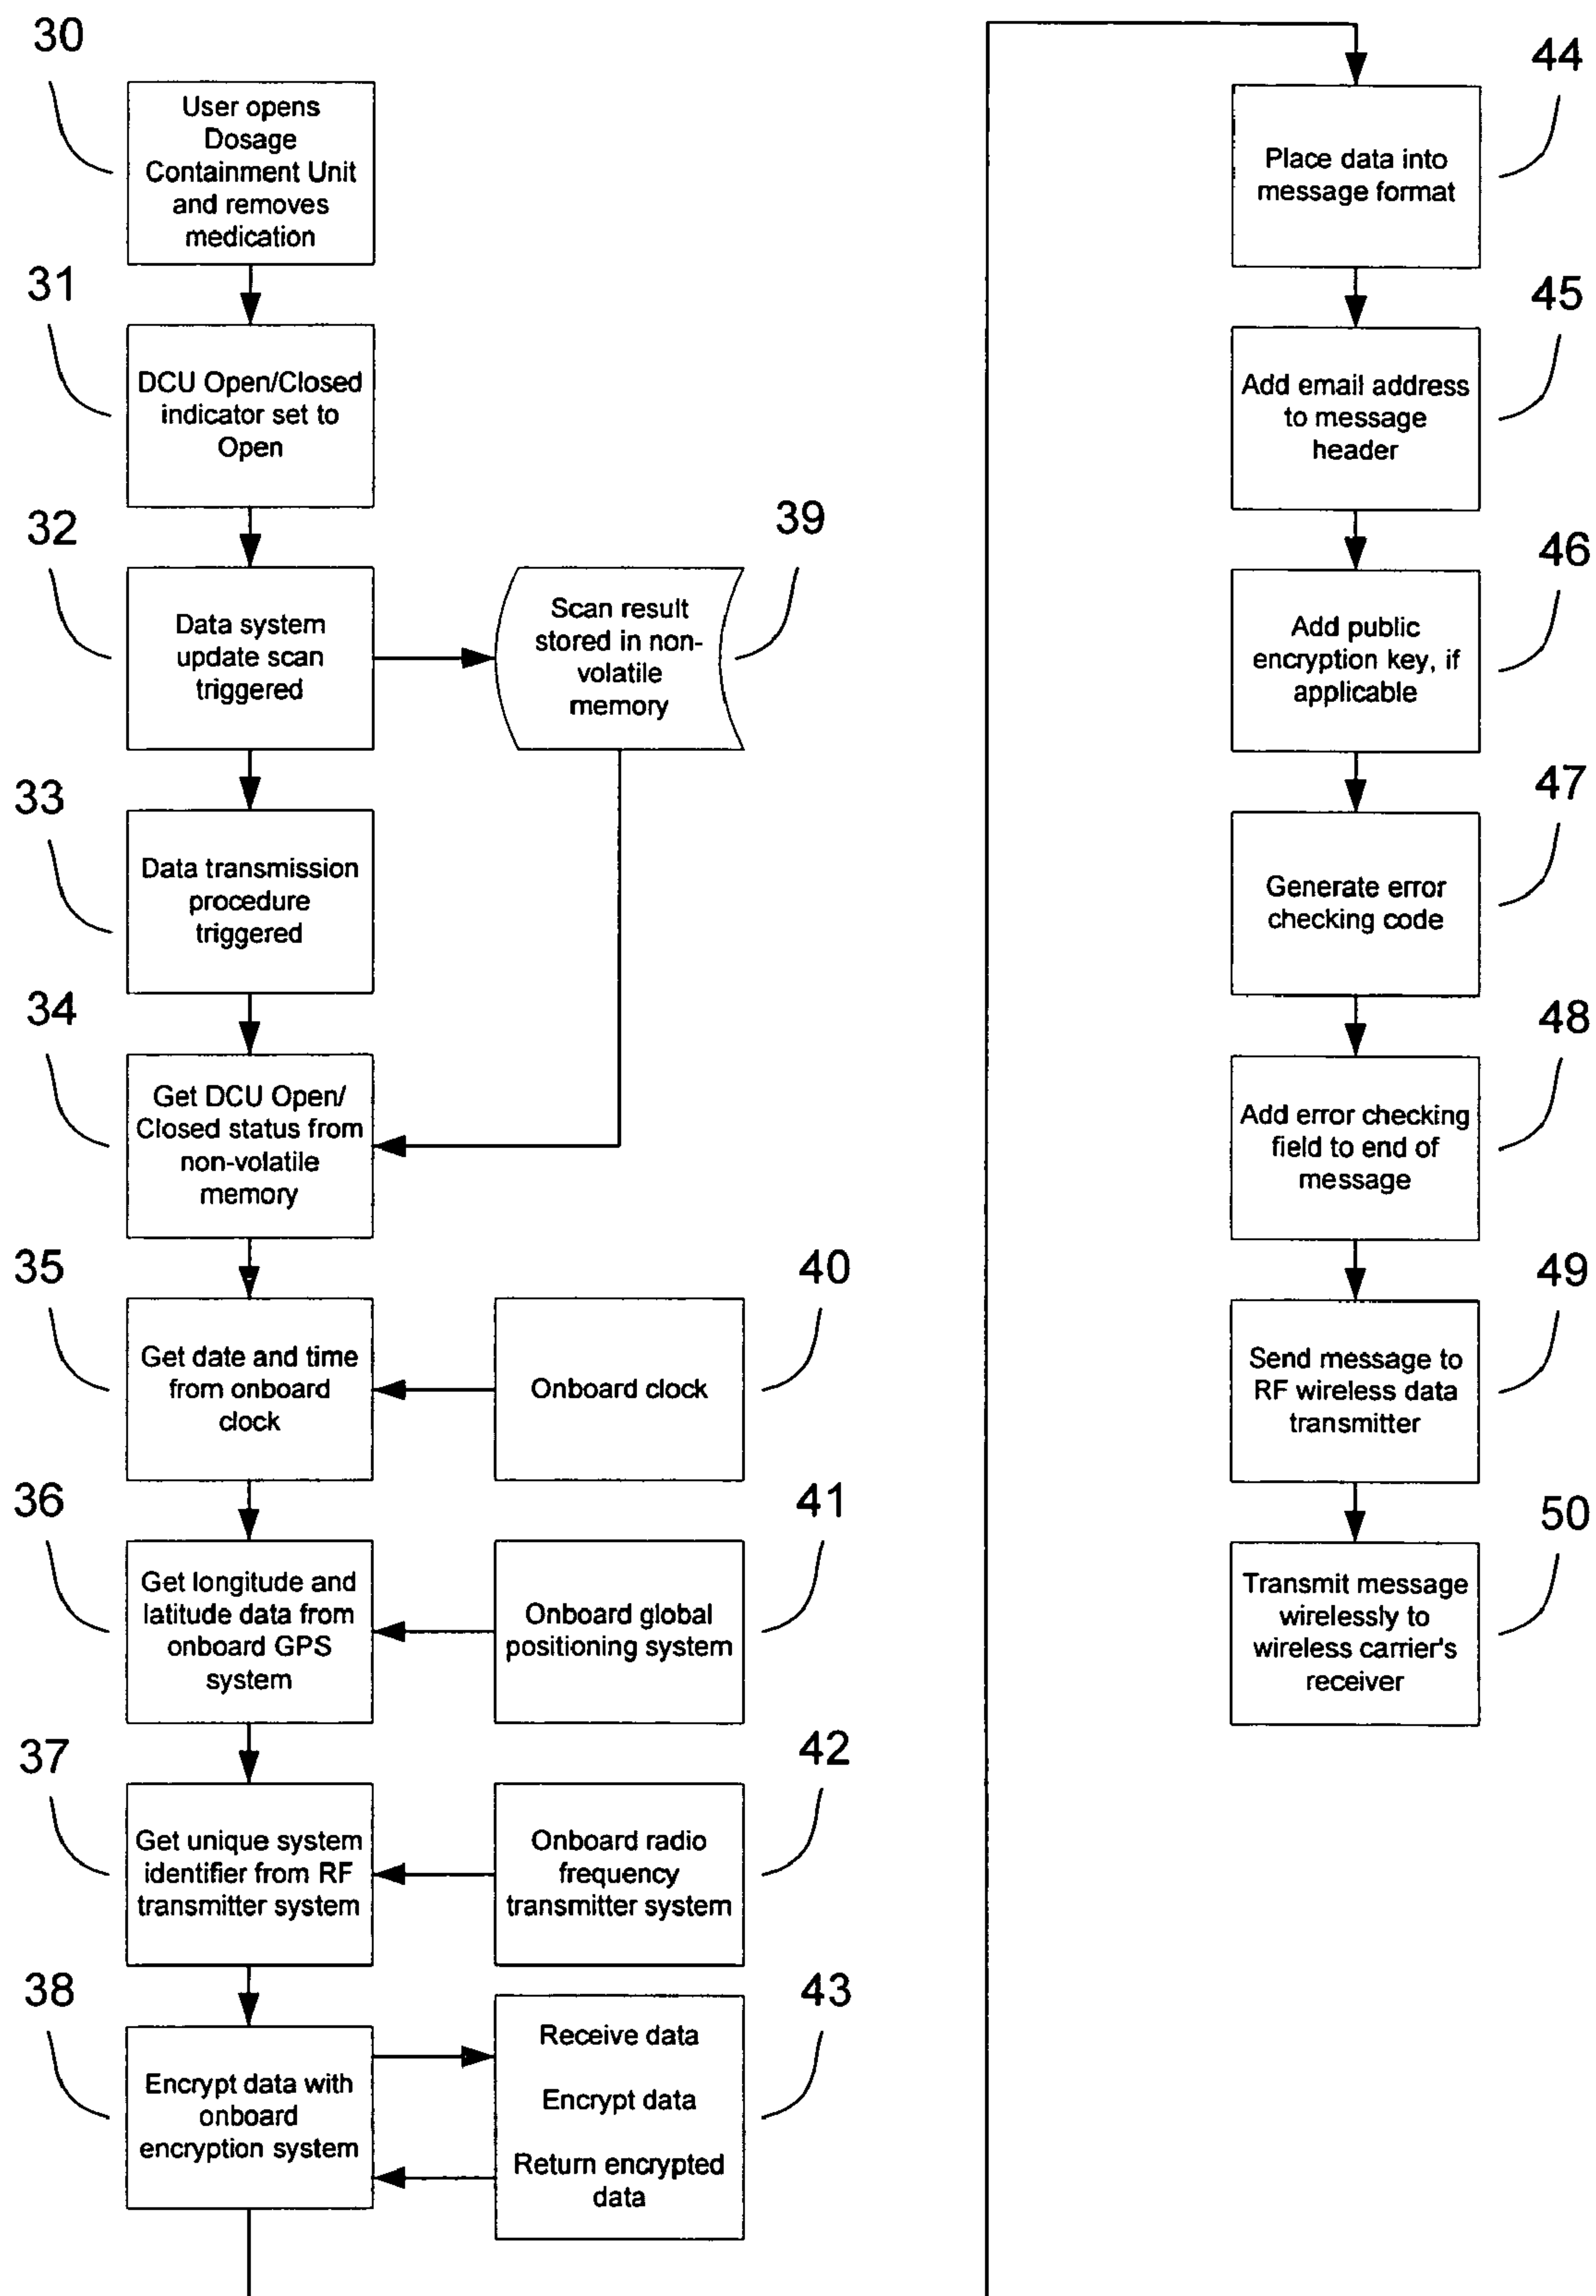 30
User opens
Dosage
Containment Unit
and removes
medication
31
DCU Open/Closed
indicator set to
Open
32
Data system
update scan
triggered
39
Scan result
stored in non-
volatile
memory
33
Data transmission
procedure
triggered
34
Get DCU Open/
Closed status from
non-volatile
memory
35
Get date and time
from onboard
clock
40
Onboard clock
36
Get longitude and
latitude data from
onboard GPS
system
41
Onboard global
positioning system
37
Get unique system
identifier from RF
transmitter system
42
Onboard radio
frequency
transmitter system
38
Encrypt data with
onboard
encryption system
43
Receive data
Encrypt data
Return encrypted
data
44
Place data into
message format
45
Add email address
to message
header
46
Add public
encryption key, if
applicable
47
Generate error
checking code
48
Add error checking
field to end of
message
49
Send message to
RF wireless data
transmitter
50
Transmit message
wirelessly to
wireless carrier's
receiver